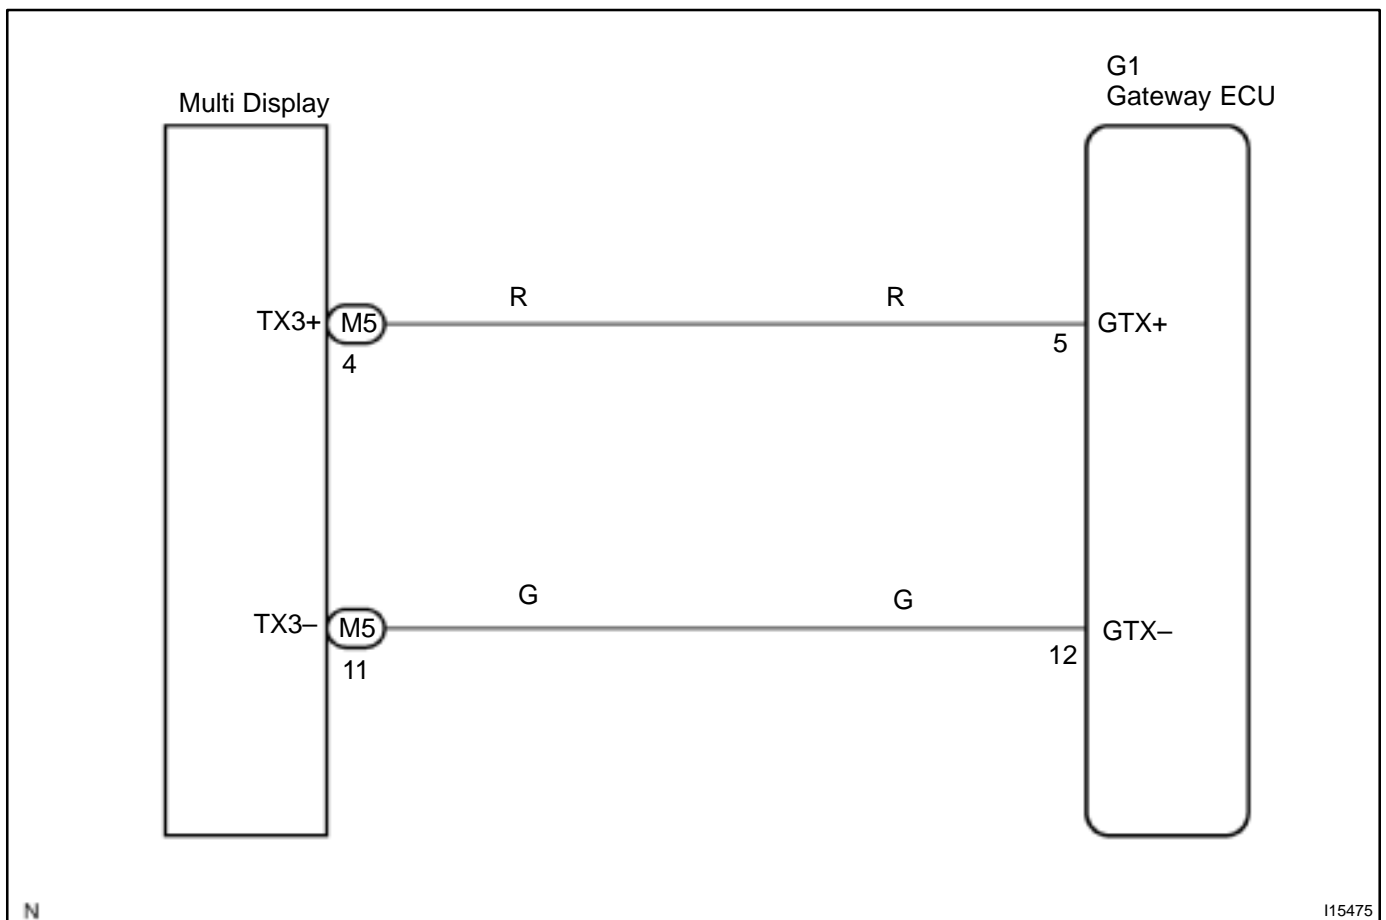 G1
Multi Display
Gateway ECU
R
R
TX3+
M5
GTX+
4
5
G
G
TX3–
M5
GTX–
11
12
N
I15475